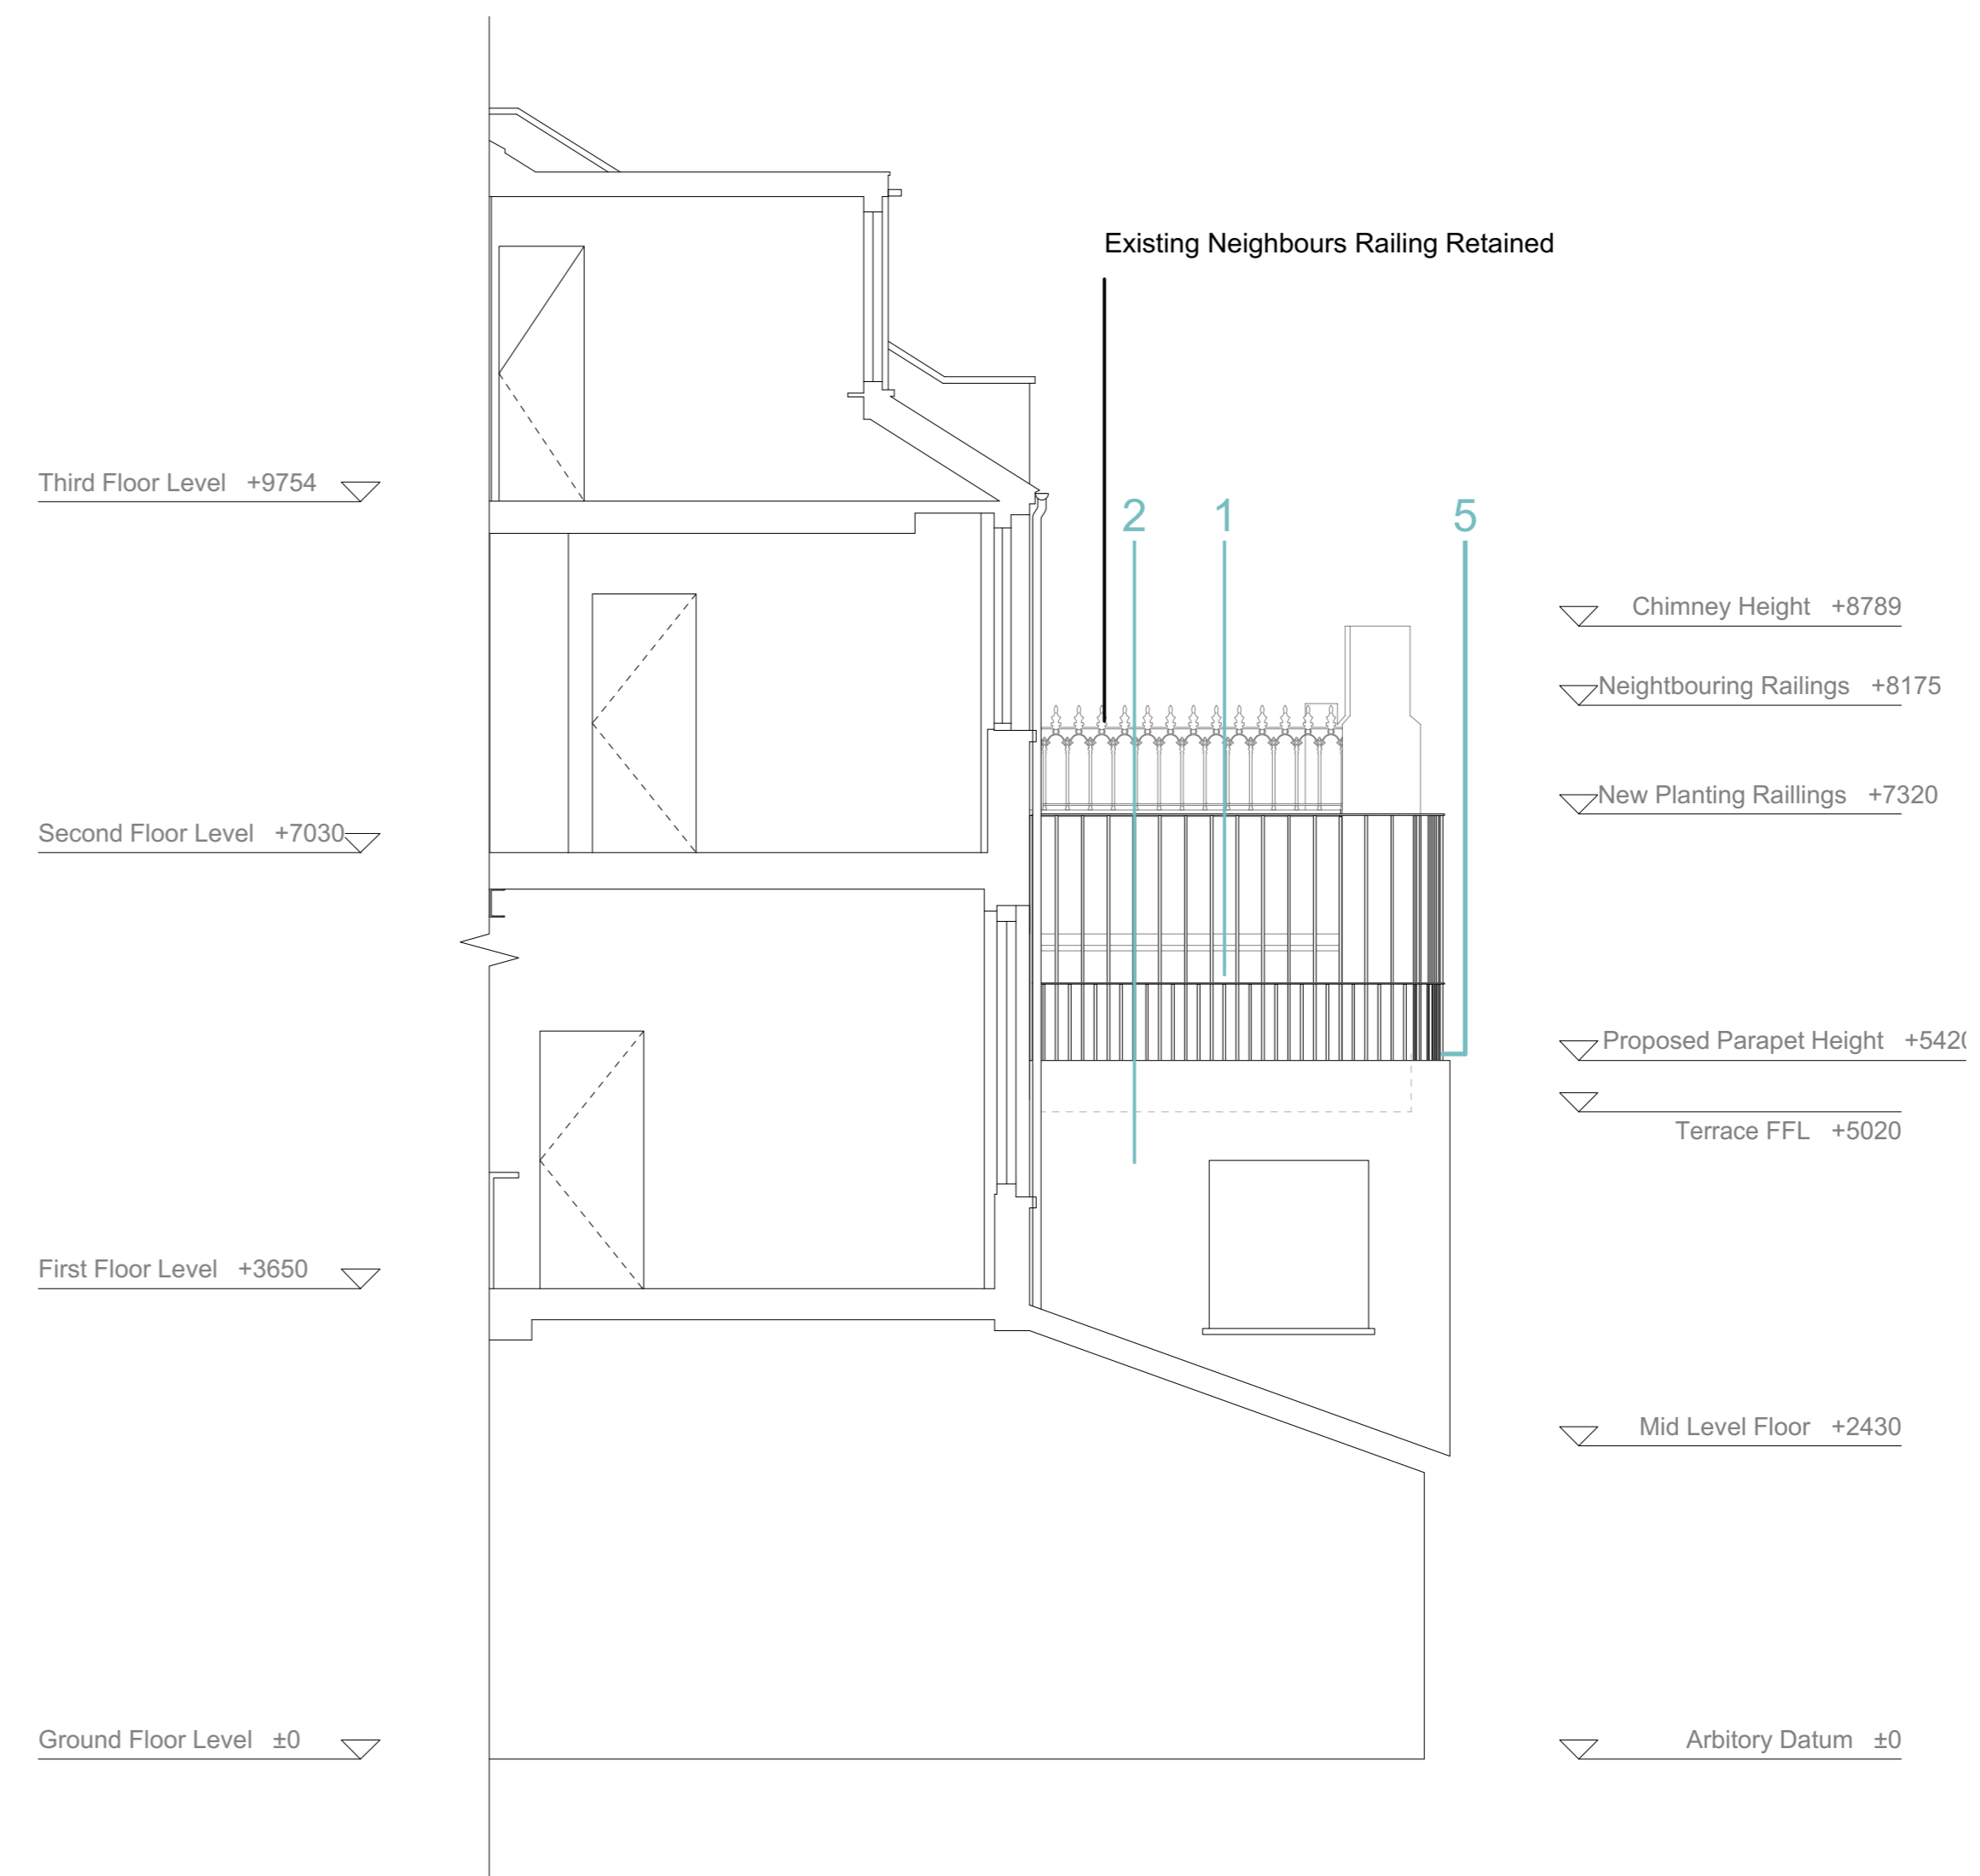 Existing Neighbours Railing Retained
Third Floor Level +9754
2 1 5
Chimney Height +8789
Neightbouring Railings +8175
New Planting Raillings +7320
Second Floor Level +7030
Proposed Parapet Height +5420
Terrace FFL +5020
First Floor Level +3650
Mid Level Floor +2430
Ground Floor Level ±0
Arbitory Datum ±0